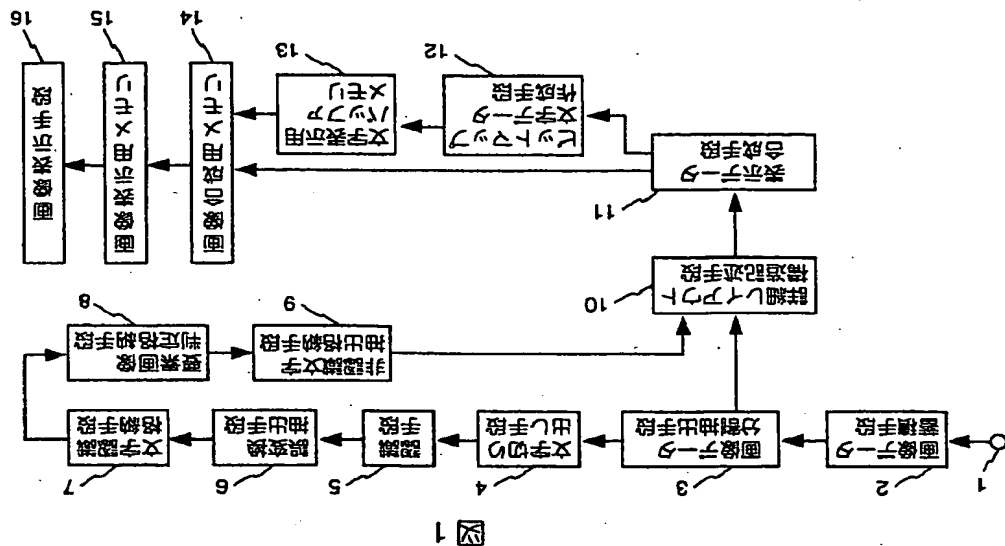 図 1
1
2
画像データ
蓄積手段
3
画像データ
分割抽出手段
4
文字切り
出し手段
5
認識
手段
6
誤変換
抽出手段
7
文字認識
格納手段
8
要素画像
判定格納手段
9
非認識文字
抽出格納手段
10
詳細レイアウト
構造記述手段
11
表示データ
合成手段
12
ビットマップ
文字データ
作成手段
13
文字表示用
バッファ
メモリ
14
画像合成用メモリ
15
画像表示用メモリ
16
画像表示手段